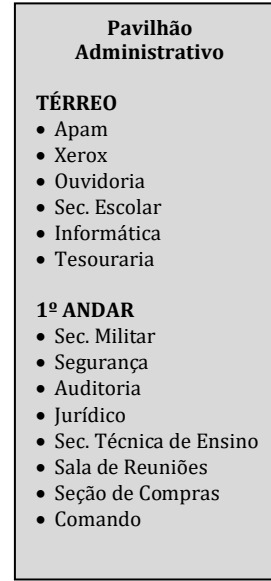 Pavilhão
Administrativo
TÉRREO
• Apam
• Xerox
• Ouvidoria
• Sec. Escolar
• Informática
• Tesouraria
1º ANDAR
• Sec. Militar
• Segurança
• Auditoria
• Jurídico
• Sec. Técnica de Ensino
• Sala de Reuniões
• Seção de Compras
• Comando